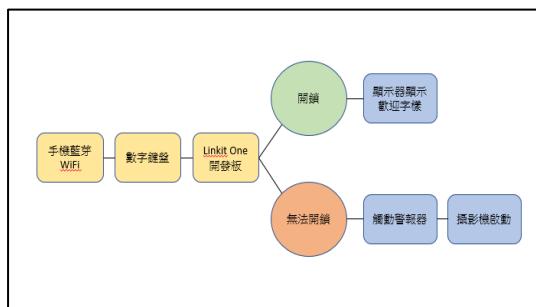 手機藍芽
WiFi
數字鍵盤
Linkit One
開發板
開鎖
顯示器顯示
歡迎字樣
無法開鎖
觸動警報器
攝影機啟動